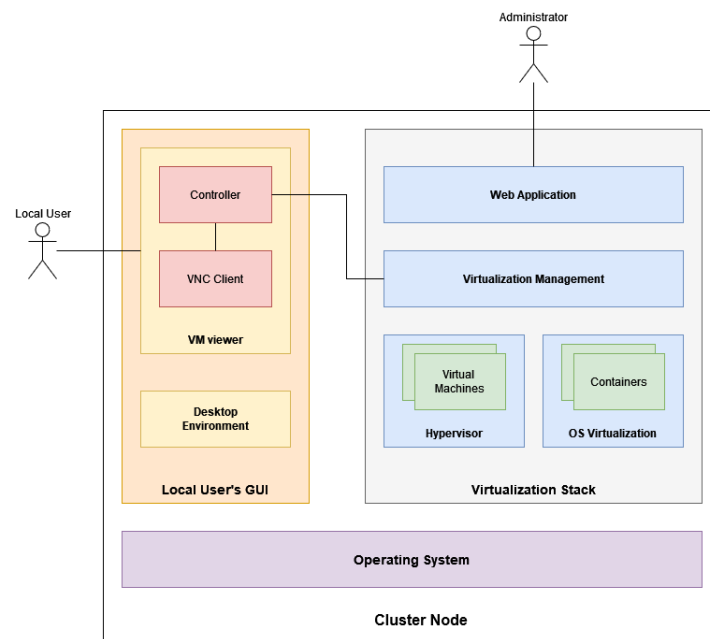 Administrator
Local User
Controller
VNC Client
VM viewer
Desktop
Environment
Local User's GUI
Web Application
Virtualization Management
Virtual
Machines
Hypervisor
Containers
OS Virtualization
Virtualization Stack
Operating System
Cluster Node